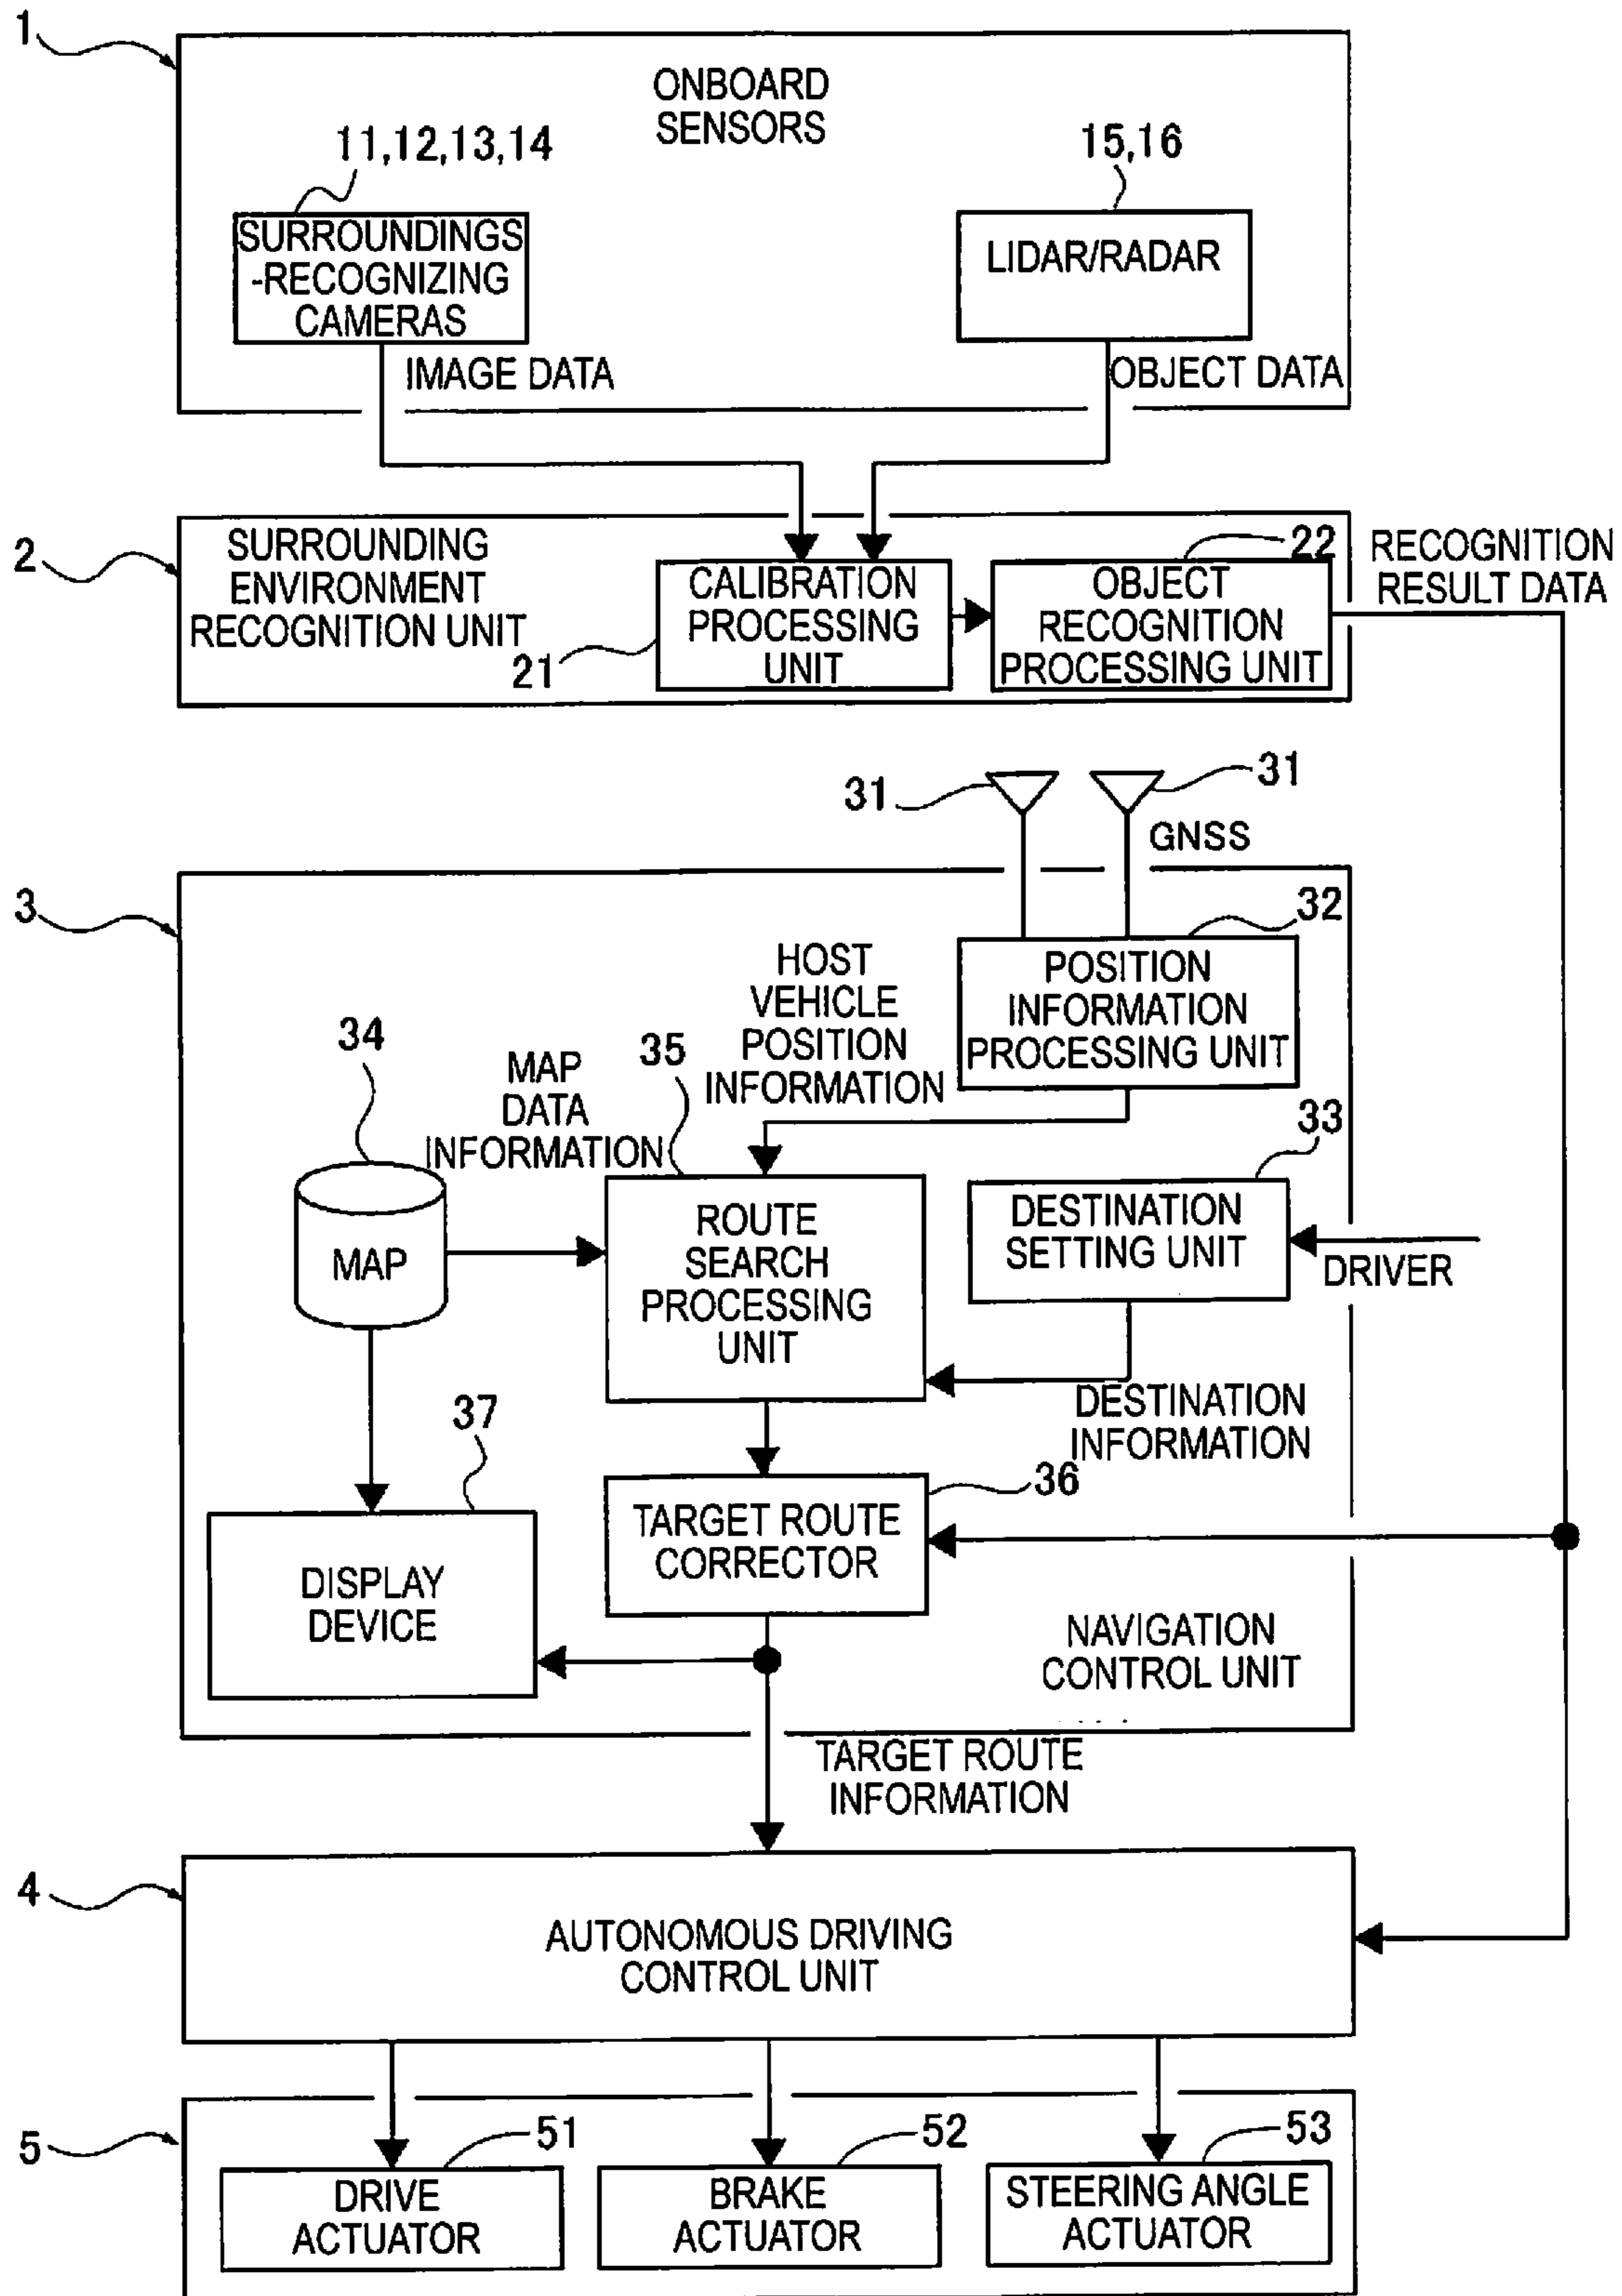 1
ONBOARD
SENSORS
11,12,13,14
15,16
SURROUNDINGS
-RECOGNIZING
CAMERAS
LIDAR/RADAR
IMAGE DATA
OBJECT DATA
2
SURROUNDING
ENVIRONMENT
RECOGNITION UNIT
21
CALIBRATION
PROCESSING
UNIT
22
OBJECT
RECOGNITION
PROCESSING UNIT
RECOGNITION
RESULT DATA
31
31
GNSS
3
32
POSITION
INFORMATION
PROCESSING UNIT
HOST
VEHICLE
POSITION
INFORMATION
34
MAP
DATA
INFORMATION
35
33
MAP
ROUTE
SEARCH
PROCESSING
UNIT
DESTINATION
SETTING UNIT
DRIVER
DESTINATION
INFORMATION
37
36
TARGET ROUTE
CORRECTOR
DISPLAY
DEVICE
NAVIGATION
CONTROL UNIT
TARGET ROUTE
INFORMATION
4
AUTONOMOUS DRIVING
CONTROL UNIT
5
51
DRIVE
ACTUATOR
52
BRAKE
ACTUATOR
53
STEERING ANGLE
ACTUATOR